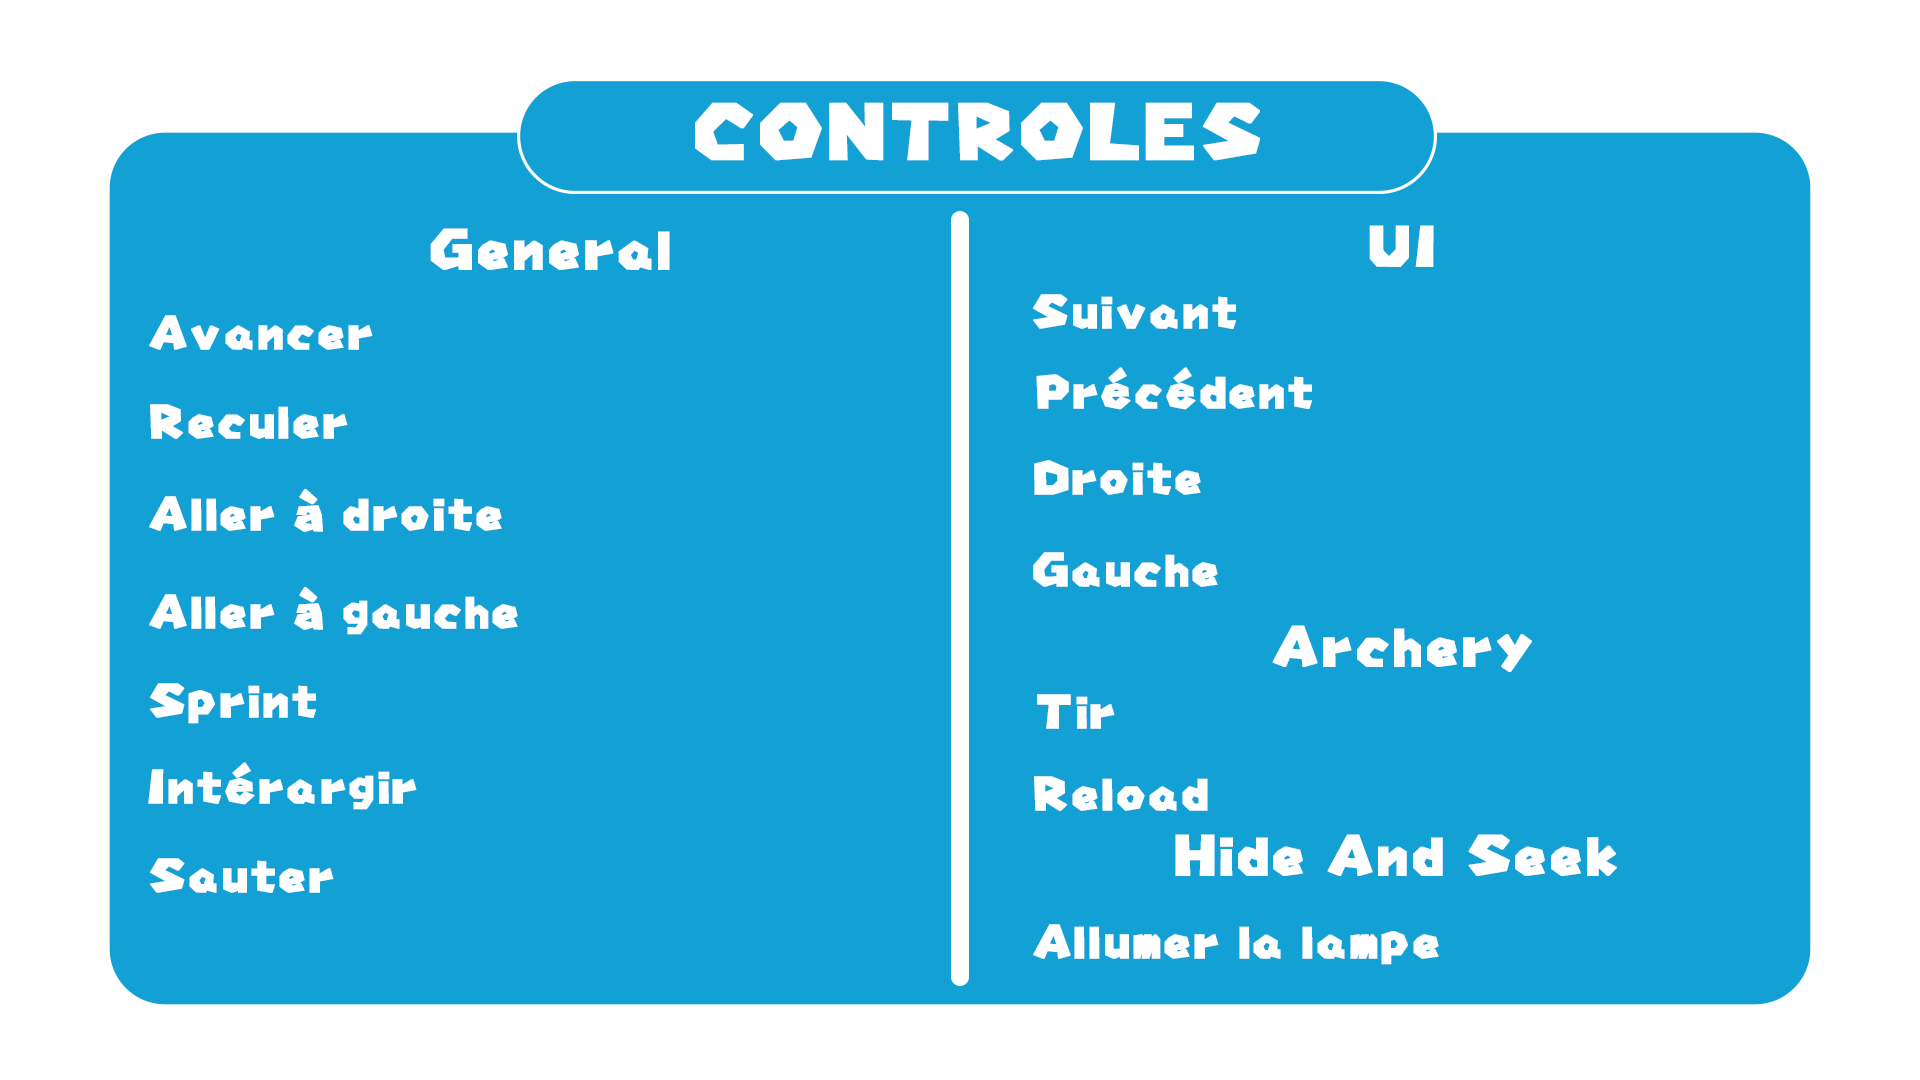 CONTROLES
General
Avancer
Reculer
Aller à droite
Aller à gauche
Sprint
Intérargir
Sauter
UI
Suivant
Précédent
Droite
Gauche
Archery
Tir
Reload
Hide And Seek
Allumer la lampe